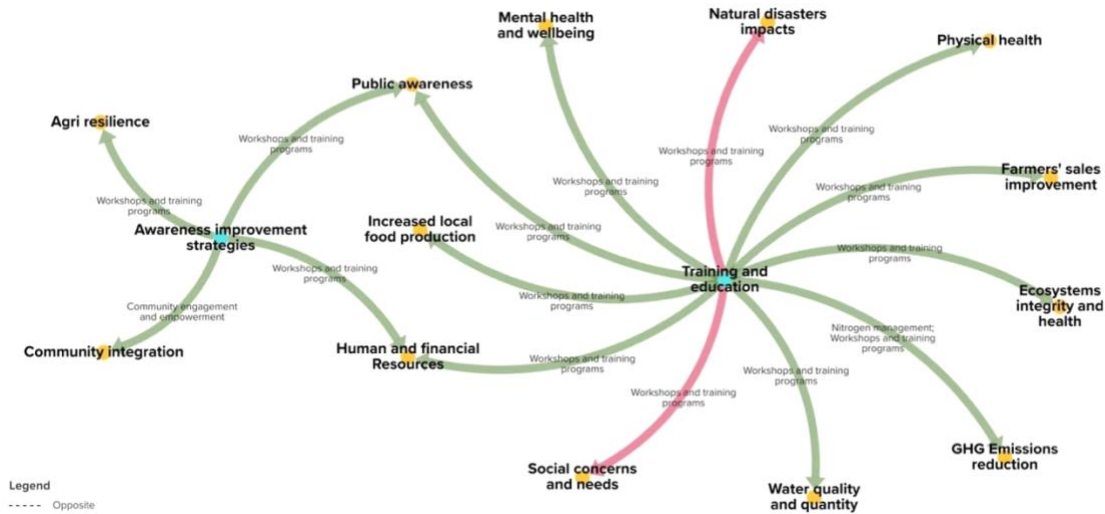 Mental health
and wellbeing
Natural disasters
impacts
Physical health
Public awareness
Agri resilience
Workshops and training
programs
Workshops and training
programs
Workshops and training
programs
Farmers' sales
improvement
Workshops and training
programs
Workshops and training
programs
Workshops and training
programs
Awareness improvement
strategies
Increased local
food production
Workshops and training
programs
Workshops and training
programs
Workshops and training
programs
Training and
education
Ecosystems
integrity and
health
Community engagement
and empowerment
Workshops and training
programs
Nitrogen management;
Workshops and training
programs
Community integration
Human and financial
Resources
Workshops and training
programs
Workshops and training
programs
Workshops and training
programs
GHG Emissions
reduction
Social concerns
and needs
Water quality
and quantity
Legend
Opposite